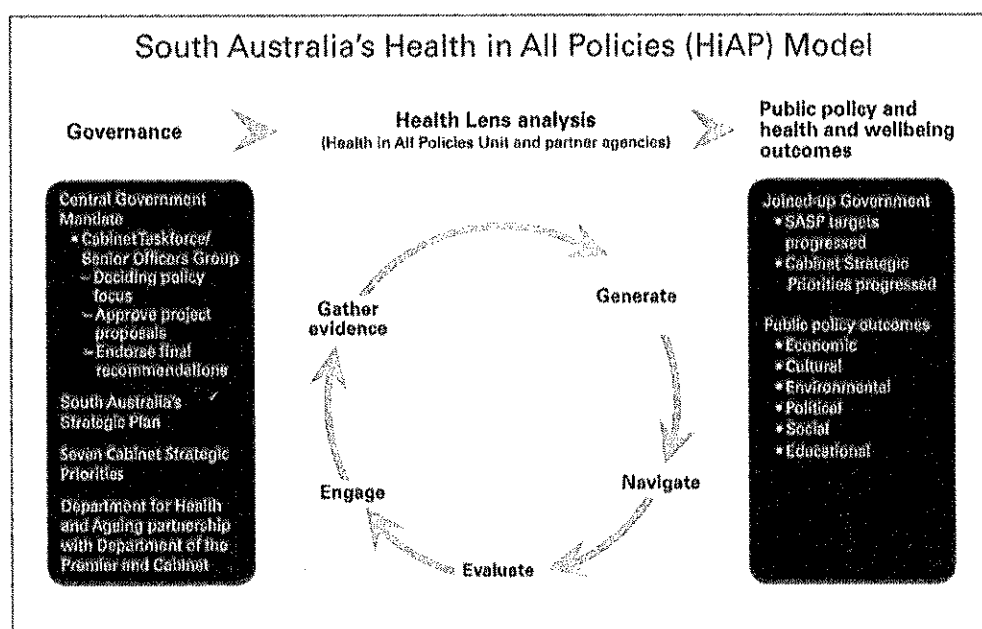 South Australia's Health in All Policies (HiAP) Model
Governance
Health Lens analysis
(Health in All Policies Unit and partner agencies)
Public policy and
health and wellbeing
outcomes
Central Government
Mandate
• Cabinet Taskforce/
Senior Officers Group
– Deciding policy
focus
– Approve project
proposals
– Endorse final
recommendations
South Australia's
Strategic Plan
Seven Cabinet Strategic
Priorities
Department for Health
and Ageing partnership
with Department of the
Premier and Cabinet
Gather
evidence
Generate
Engage
Navigate
Evaluate
Joined-up Government
• SASP targets
progressed
• Cabinet Strategic
Priorities progressed
Public policy outcomes
• Economic
• Cultural
• Environmental
• Political
• Social
• Educational